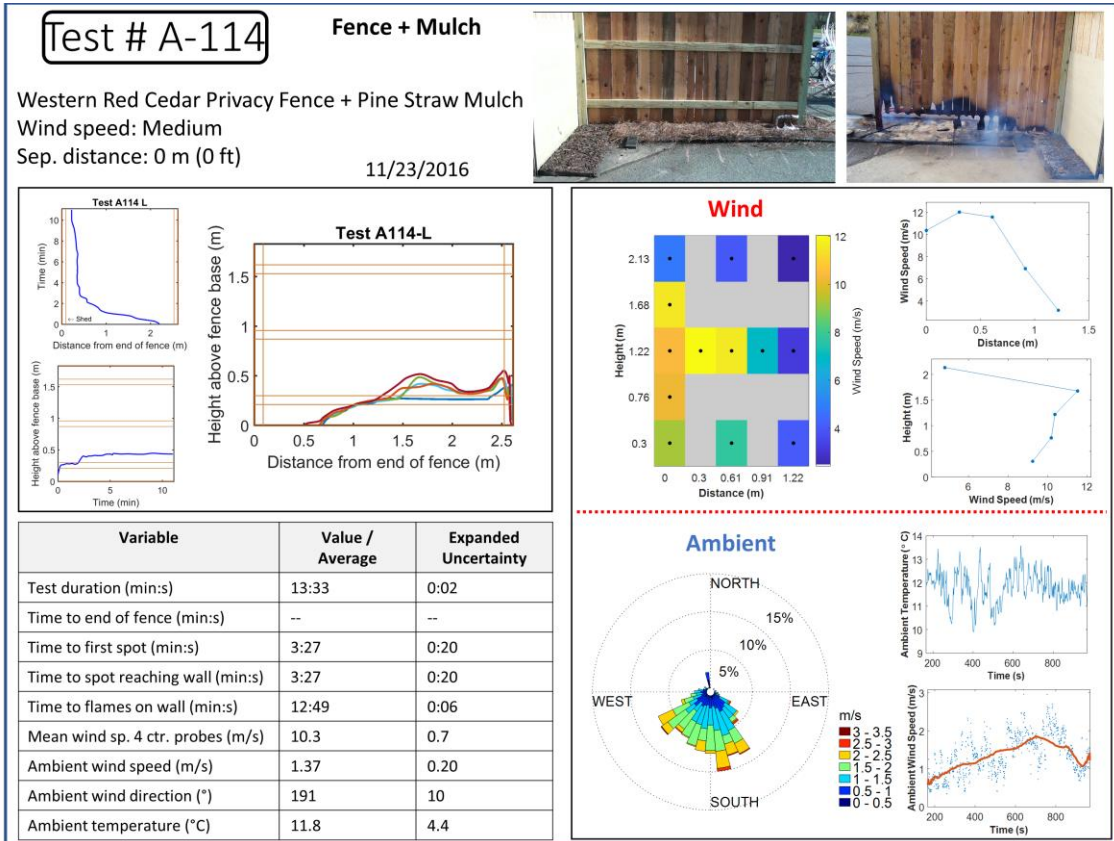 Test # A-114
Fence + Mulch
Western Red Cedar Privacy Fence + Pine Straw Mulch
Wind speed: Medium
Sep. distance: 0 m (0 ft)
11/23/2016
Test A114 L
Time (min)
10
8
6
4
2
0
← Shed
0 1 2
Distance from end of fence (m)
Height above fence base (m)
1.5
1
0.5
0
0 5 10
Time (min)
Test A114-L
Height above fence base (m)
1.5
1
0.5
0
0 0.5 1 1.5 2 2.5
Distance from end of fence (m)
Variable Value / Average Expanded Uncertainty
Test duration (min:s) 13:33 0:02
Time to end of fence (min:s) -- --
Time to first spot (min:s) 3:27 0:20
Time to spot reaching wall (min:s) 3:27 0:20
Time to flames on wall (min:s) 12:49 0:06
Mean wind sp. 4 ctr. probes (m/s) 10.3 0.7
Ambient wind speed (m/s) 1.37 0.20
Ambient wind direction (°) 191 10
Ambient temperature (°C) 11.8 4.4
Wind
Height (m)
2.13
1.68
1.22
0.76
0.3
0 0.3 0.61 0.91 1.22
Distance (m)
12
10
8
6
4
Wind Speed (m/s)
Wind Speed (m/s)
12
10
8
6
4
0 0.5 1 1.5
Distance (m)
Height (m)
2
1.5
1
0.5
0
6 8 10 12
Wind Speed (m/s)
Ambient
NORTH
15%
10%
5%
WEST
EAST
SOUTH
m/s
3 - 3.5
2.5 - 3
2 - 2.5
1.5 - 2
1 - 1.5
0.5 - 1
0 - 0.5
Ambient Temperature (° C)
14
13
12
11
10
9
200 400 600 800
Time (s)
Ambient Wind Speed (m/s)
3
2
1
0
200 400 600 800
Time (s)